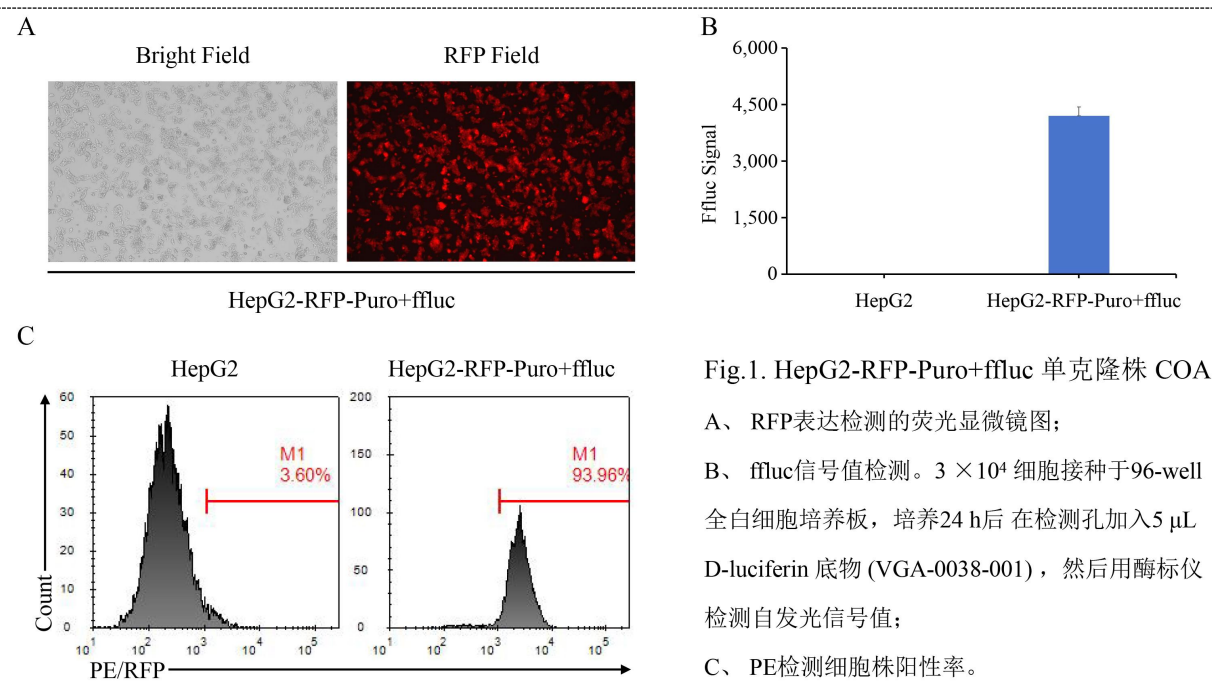 A
Bright Field
RFP Field
HepG2-RFP-Puro+ffluc
B
6,000
4,500
3,000
1,500
0
Ffluc Signal
HepG2
HepG2-RFP-Puro+ffluc
C
HepG2
60
50
40
30
20
10
0
M1
3.60%
10¹
10²
10³
10⁴
10⁵
HepG2-RFP-Puro+ffluc
200
150
100
50
0
M1
93.96%
10¹
10²
10³
10⁴
10⁵
Count
PE/RFP
Fig.1. HepG2-RFP-Puro+ffluc 单克隆株 COA
A、 RFP表达检测的荧光显微镜图；
B、 ffluc信号值检测。3 ×10⁴ 细胞接种于96-well
全白细胞培养板，培养24 h后 在检测孔加入5 μL
D-luciferin 底物 (VGA-0038-001) ，然后用酶标仪
检测自发光信号值；
C、 PE检测细胞株阳性率。